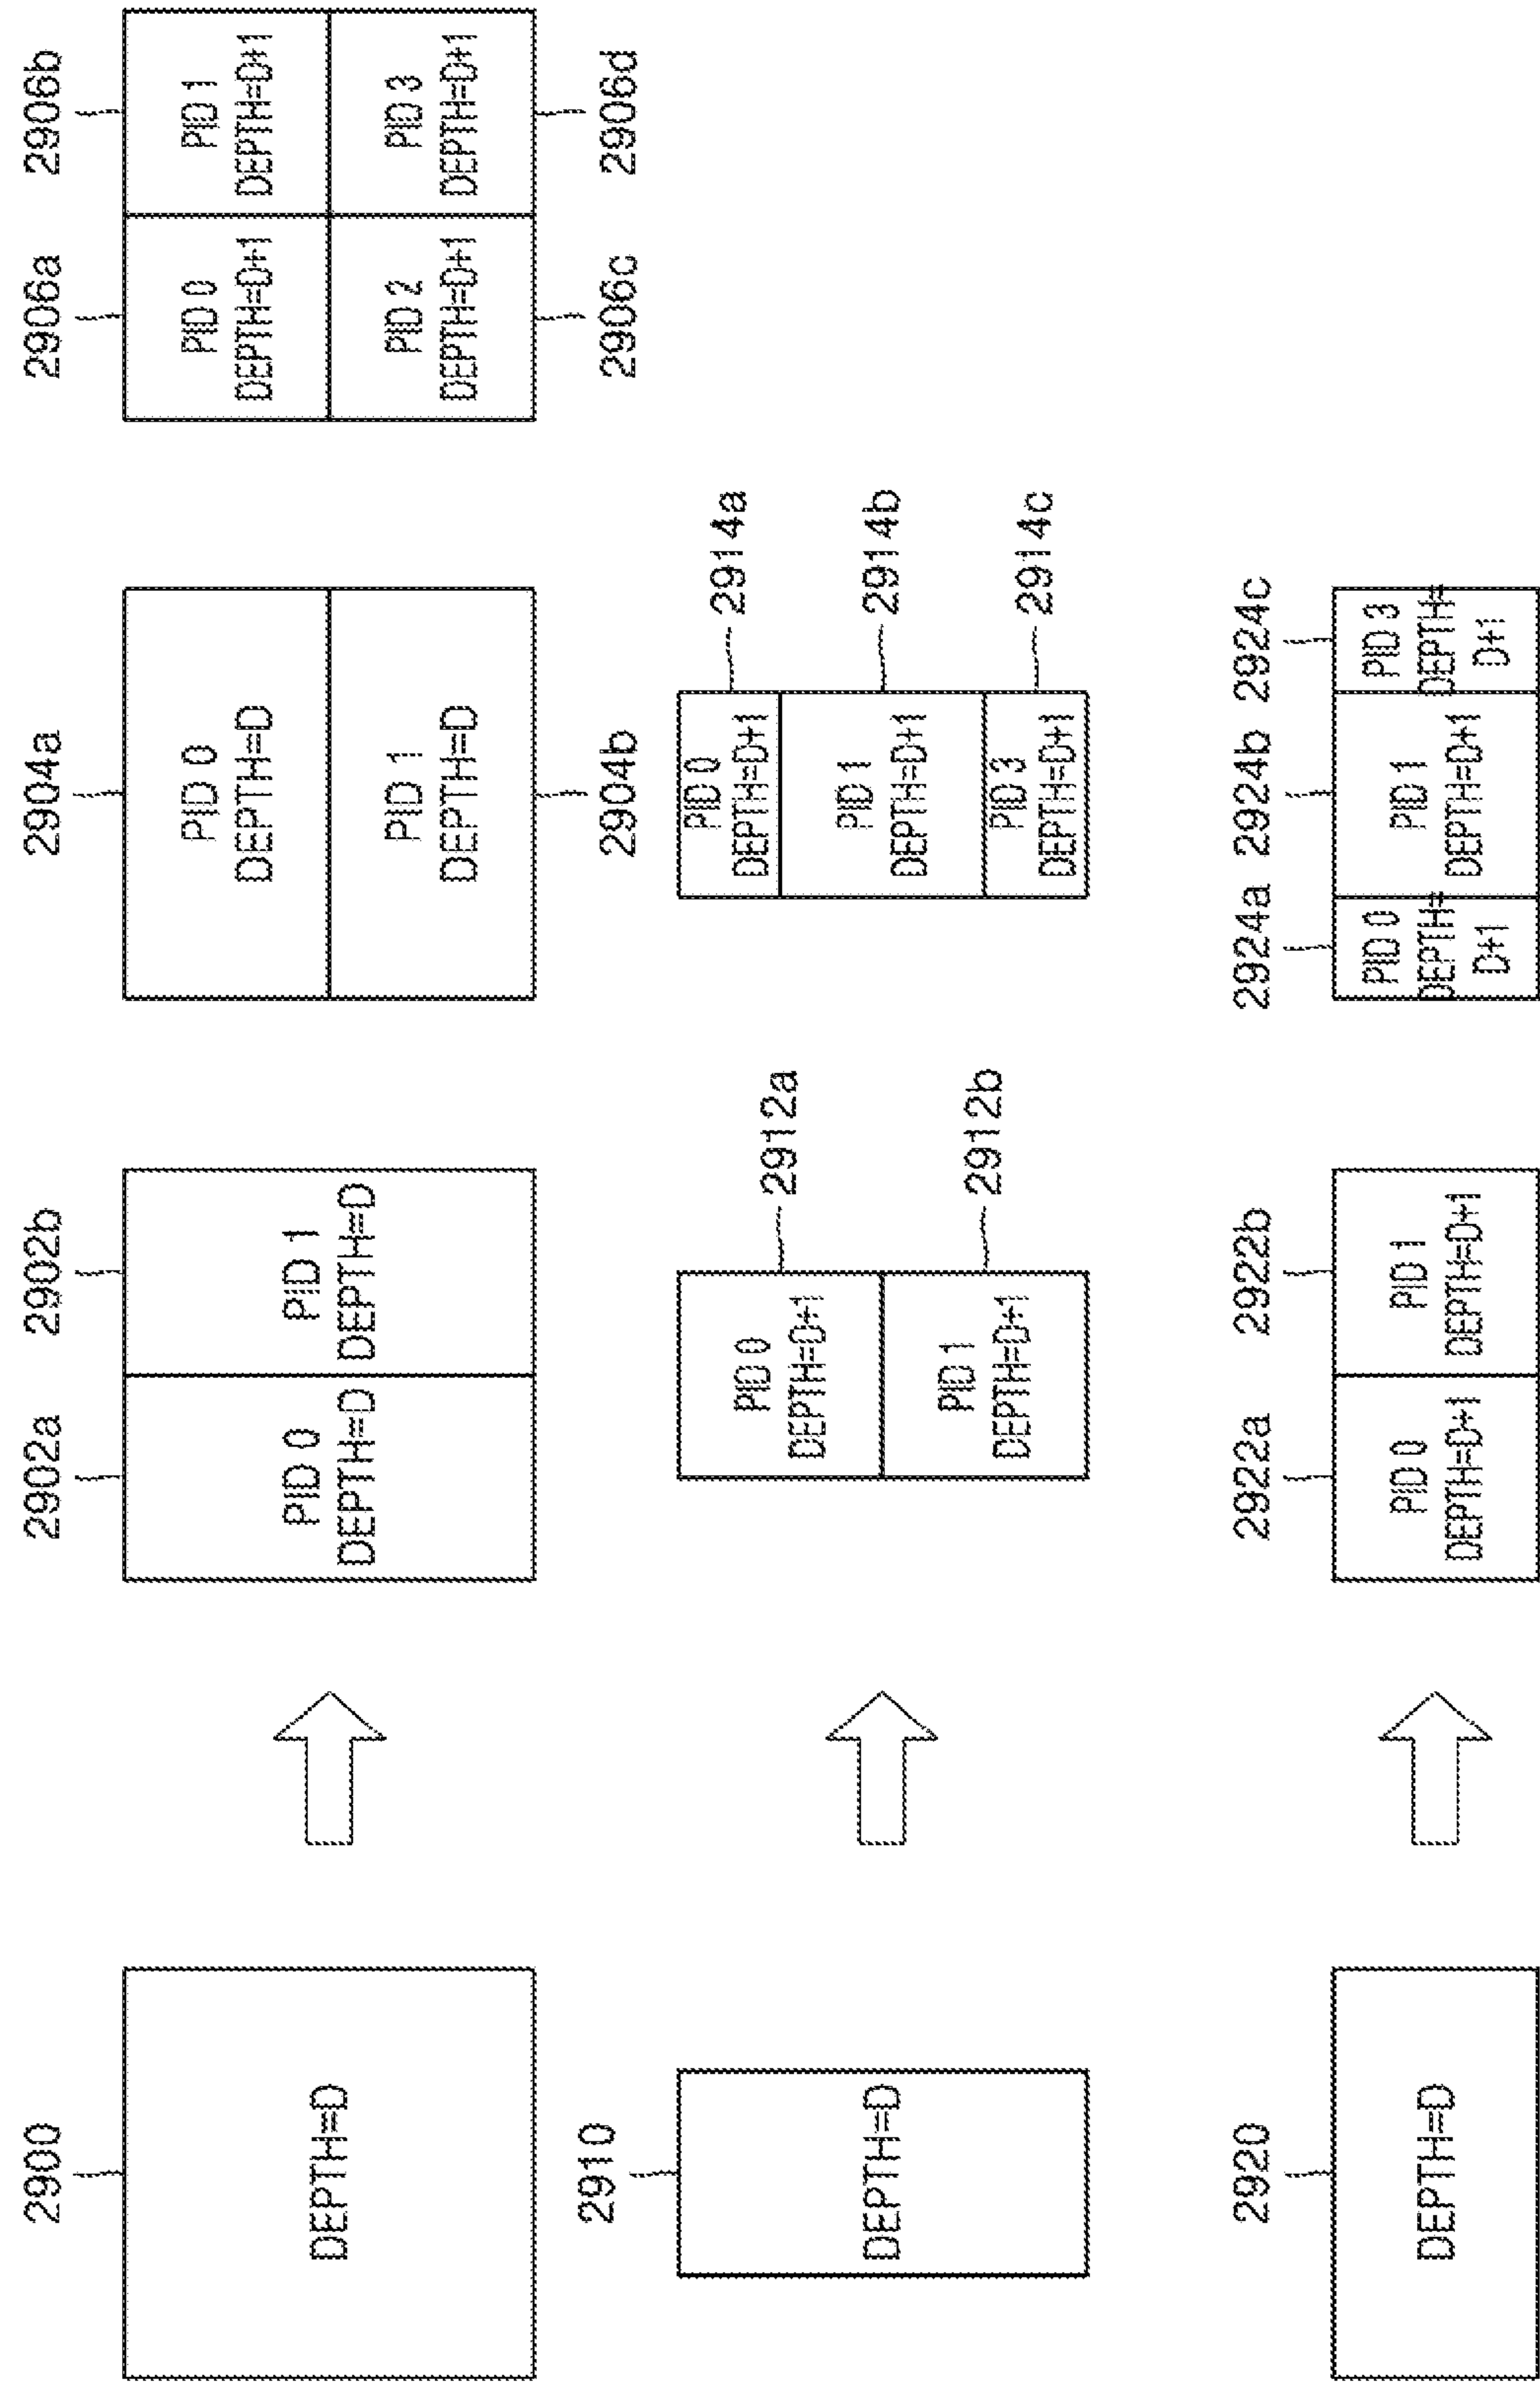 2900
DEPTH=D
2902a
2902b
PID 0
DEPTH=D
PID 1
DEPTH=D
2904a
PID 0
DEPTH=D
PID 1
DEPTH=D
2904b
2906a
2906b
PID 0
DEPTH=D+1
PID 1
DEPTH=D+1
PID 2
DEPTH=D+1
PID 3
DEPTH=D+1
2906c
2906d
2910
DEPTH=D
PID 0
DEPTH=D+1
2912a
PID 1
DEPTH=D+1
2912b
PID 0
DEPTH=D+1
2914a
PID 1
DEPTH=D+1
2914b
PID 3
DEPTH=D+1
2914c
2920
DEPTH=D
2922a
2922b
PID 0
DEPTH=D+1
PID 1
DEPTH=D+1
2924a
2924b
2924c
PID 0
DEPTH=
D+1
PID 1
DEPTH=D+1
PID 3
DEPTH=
D+1